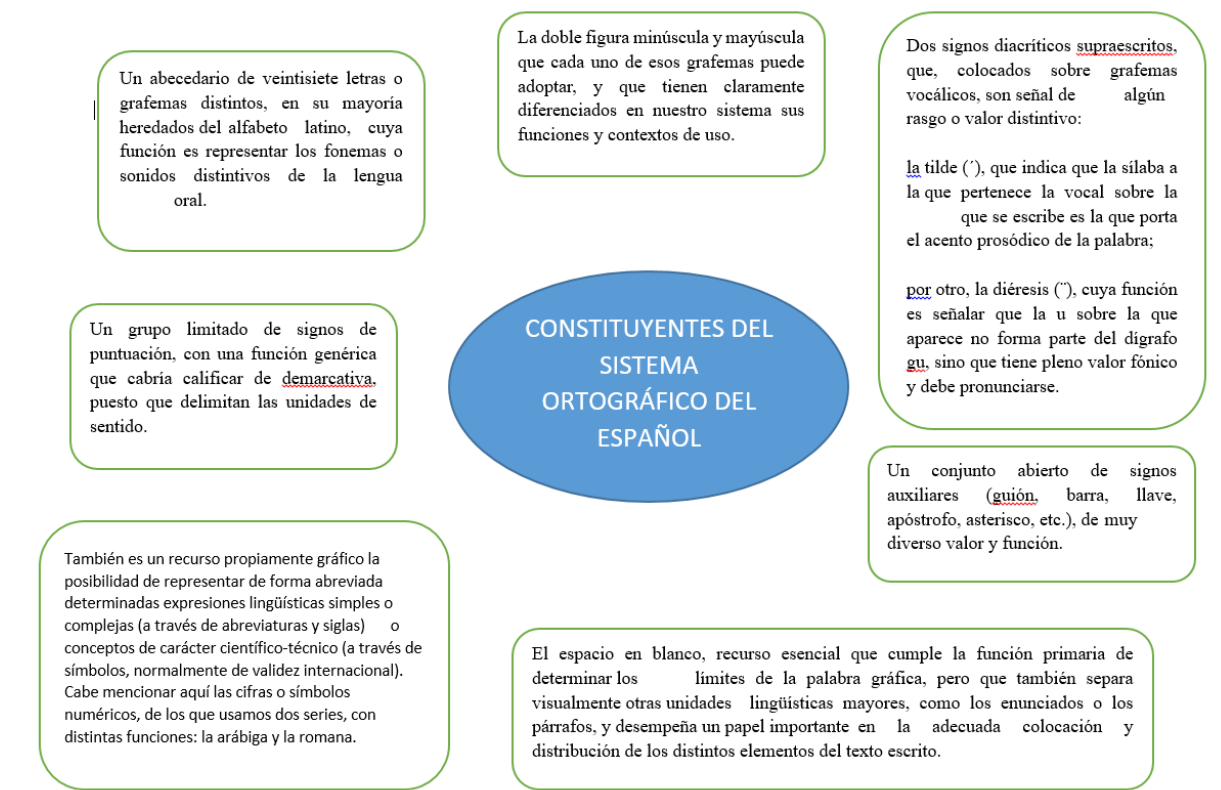 Un abecedario de veintisiete letras o
grafemas distintos, en su mayoría
heredados del alfabeto latino, cuya
función es representar los fonemas o
sonidos distintivos de la lengua
oral.
La doble figura minúscula y mayúscula
que cada uno de esos grafemas puede
adoptar, y que tienen claramente
diferenciados en nuestro sistema sus
funciones y contextos de uso.
Dos signos diacríticos supraescritos,
que, colocados sobre grafemas
vocálicos, son señal de algún
rasgo o valor distintivo:
la tilde (´), que indica que la sílaba a
la que pertenece la vocal sobre la
que se escribe es la que porta
el acento prosódico de la palabra;
por otro, la diéresis (¨), cuya función
es señalar que la u sobre la que
aparece no forma parte del dígrafo
gu, sino que tiene pleno valor fónico
y debe pronunciarse.
Un grupo limitado de signos de
puntuación, con una función genérica
que cabría calificar de demarcativa,
puesto que delimitan las unidades de
sentido.
CONSTITUYENTES DEL
SISTEMA
ORTOGRÁFICO DEL
ESPAÑOL
Un conjunto abierto de signos
auxiliares (guión, barra, llave,
apóstrofo, asterisco, etc.), de muy
diverso valor y función.
También es un recurso propiamente gráfico la
posibilidad de representar de forma abreviada
determinadas expresiones lingüísticas simples o
complejas (a través de abreviaturas y siglas) o
conceptos de carácter científico-técnico (a través de
símbolos, normalmente de validez internacional).
Cabe mencionar aquí las cifras o símbolos
numéricos, de los que usamos dos series, con
distintas funciones: la arábiga y la romana.
El espacio en blanco, recurso esencial que cumple la función primaria de
determinar los límites de la palabra gráfica, pero que también separa
visualmente otras unidades lingüísticas mayores, como los enunciados o los
párrafos, y desempeña un papel importante en la adecuada colocación y
distribución de los distintos elementos del texto escrito.